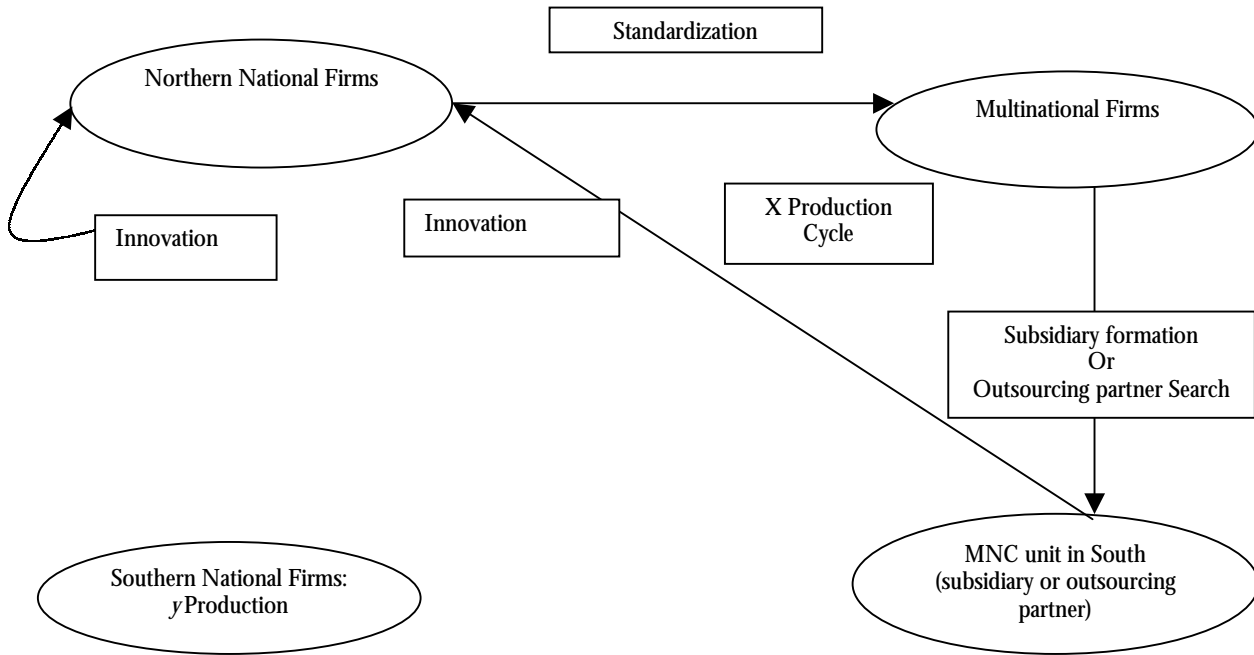 Standardization
Northern National Firms
Multinational Firms
Innovation
Innovation
X Production
Cycle
Subsidiary formation
Or
Outsourcing partner Search
Southern National Firms:
y Production
MNC unit in South
(subsidiary or outsourcing
partner)